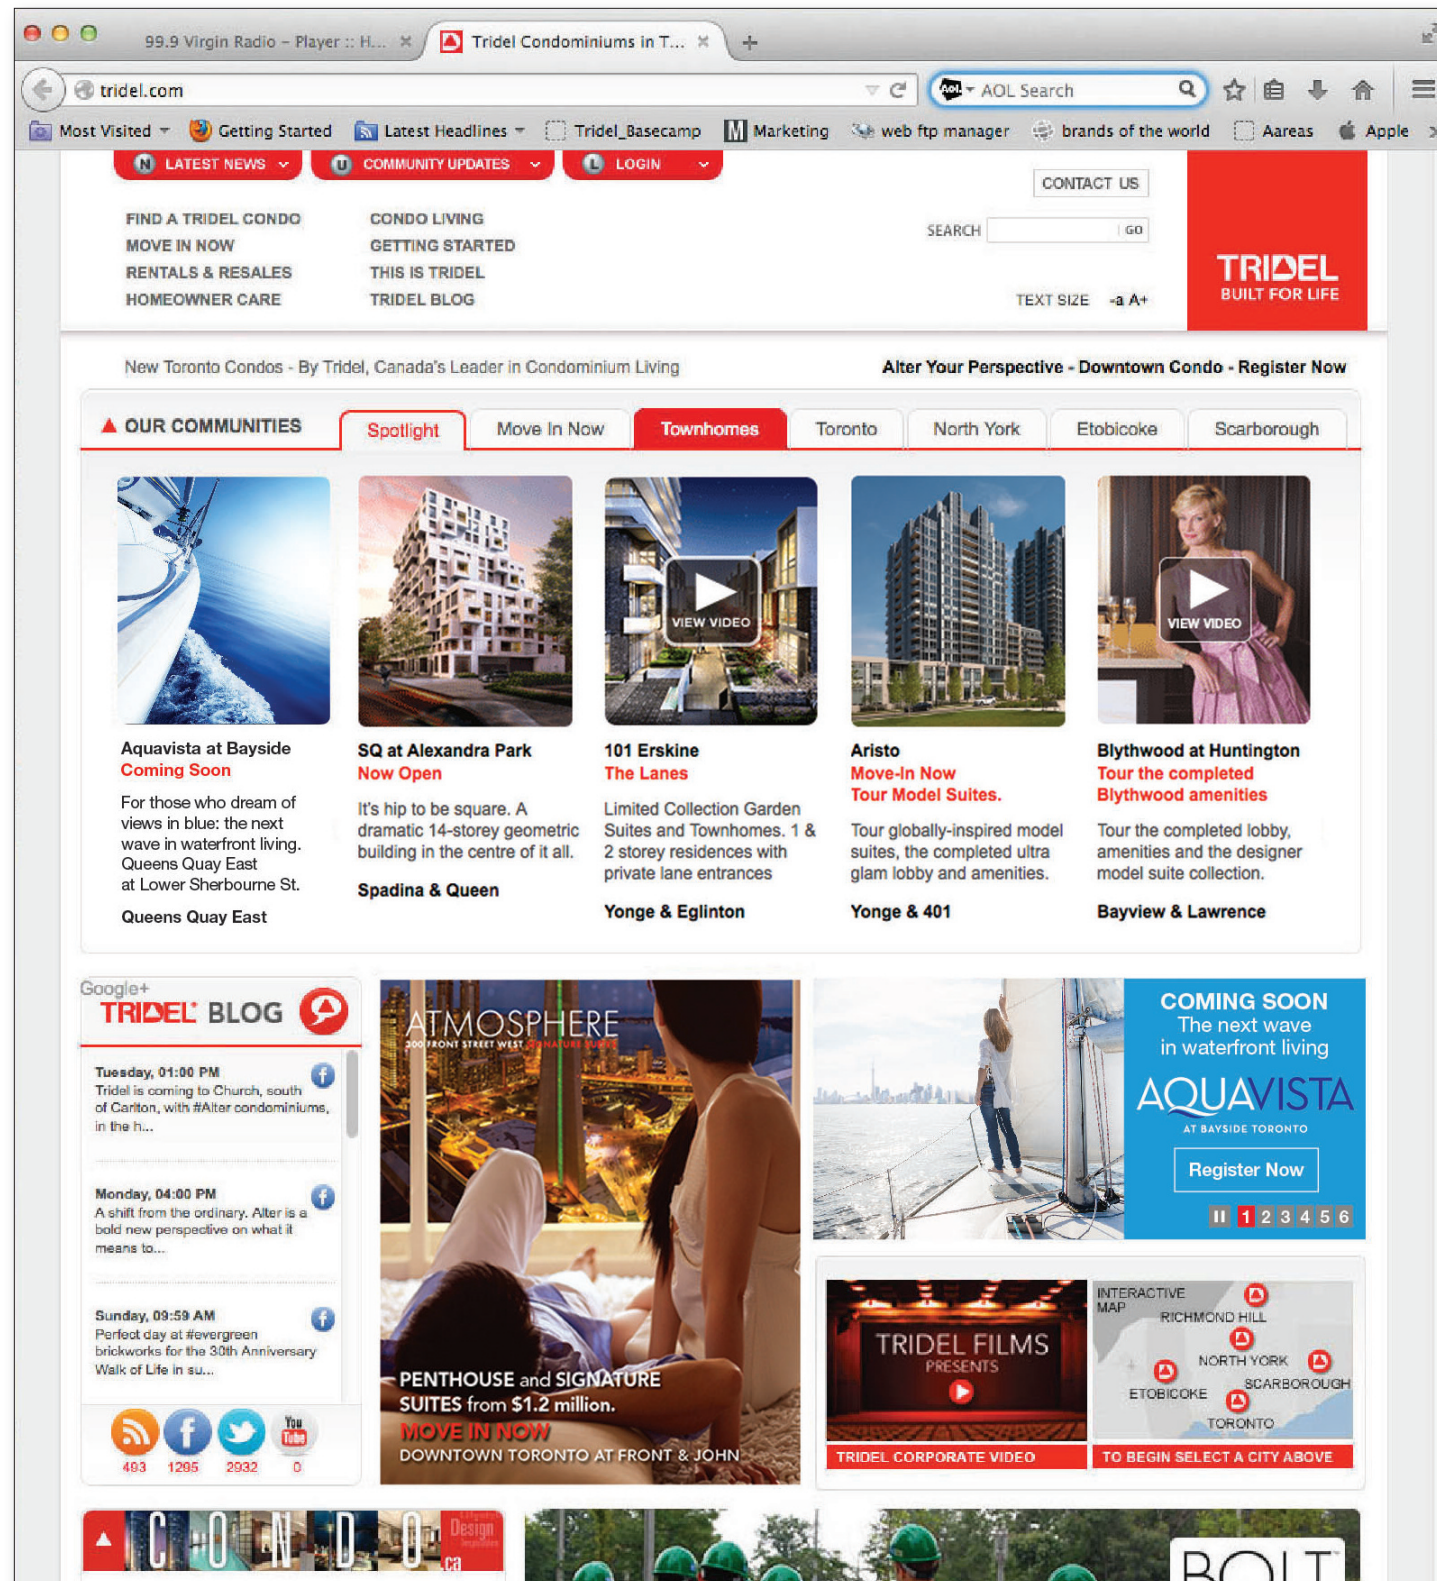 99.9 Virgin Radio – Player :: H...
Tridel Condominiums in T...
tridel.com
AOL Search
Most Visited
Getting Started
Latest Headlines
Tridel_Basecamp
Marketing
web ftp manager
brands of the world
Aareas
Apple
N LATEST NEWS
U COMMUNITY UPDATES
L LOGIN
CONTACT US
FIND A TRIDEL CONDO
MOVE IN NOW
RENTALS & RESALES
HOMEOWNER CARE
CONDO LIVING
GETTING STARTED
THIS IS TRIDEL
TRIDEL BLOG
SEARCH GO
TEXT SIZE -a A+
TRIDEL
BUILT FOR LIFE
New Toronto Condos - By Tridel, Canada's Leader in Condominium Living
Alter Your Perspective - Downtown Condo - Register Now
OUR COMMUNITIES
Spotlight
Move In Now
Townhomes
Toronto
North York
Etobicoke
Scarborough
VIEW VIDEO
VIEW VIDEO
Aquavista at Bayside
Coming Soon
For those who dream of
views in blue: the next
wave in waterfront living.
Queens Quay East
at Lower Sherbourne St.
Queens Quay East
SQ at Alexandra Park
Now Open
It's hip to be square. A
dramatic 14-storey geometric
building in the centre of it all.
Spadina & Queen
101 Erskine
The Lanes
Limited Collection Garden
Suites and Townhomes. 1 &
2 storey residences with
private lane entrances
Yonge & Eglinton
Aristo
Move-In Now
Tour Model Suites.
Tour globally-inspired model
suites, the completed ultra
glam lobby and amenities.
Yonge & 401
Blythwood at Huntington
Tour the completed
Blythwood amenities
Tour the completed lobby,
amenities and the designer
model suite collection.
Bayview & Lawrence
Google+
TRIDEL BLOG
Tuesday, 01:00 PM
Tridel is coming to Church, south
of Carlton, with #Alter condominiums,
in the h...
Monday, 04:00 PM
A shift from the ordinary. Alter is a
bold new perspective on what it
means to...
Sunday, 09:59 AM
Perfect day at #evergreen
brickworks for the 30th Anniversary
Walk of Life in su...
You
Tube
493 1295 2932 0
ATMOSPHERE
300 FRONT STREET WEST SIGNATURE SUITES
PENTHOUSE and SIGNATURE
SUITES from $1.2 million.
MOVE IN NOW
DOWNTOWN TORONTO AT FRONT & JOHN
COMING SOON
The next wave
in waterfront living
AQUAVISTA
AT BAYSIDE TORONTO
Register Now
1 2 3 4 5 6
TRIDEL FILMS
PRESENTS
TRIDEL CORPORATE VIDEO
INTERACTIVE
MAP
RICHMOND HILL
NORTH YORK
SCARBOROUGH
ETOBICOKE
TORONTO
TO BEGIN SELECT A CITY ABOVE
CONDO.ca
Design
BOLT